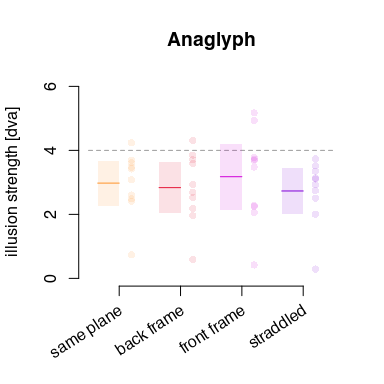 Anaglyph
illusion strength [dva]
6
4
2
0
same plane
back frame
front frame
straddled